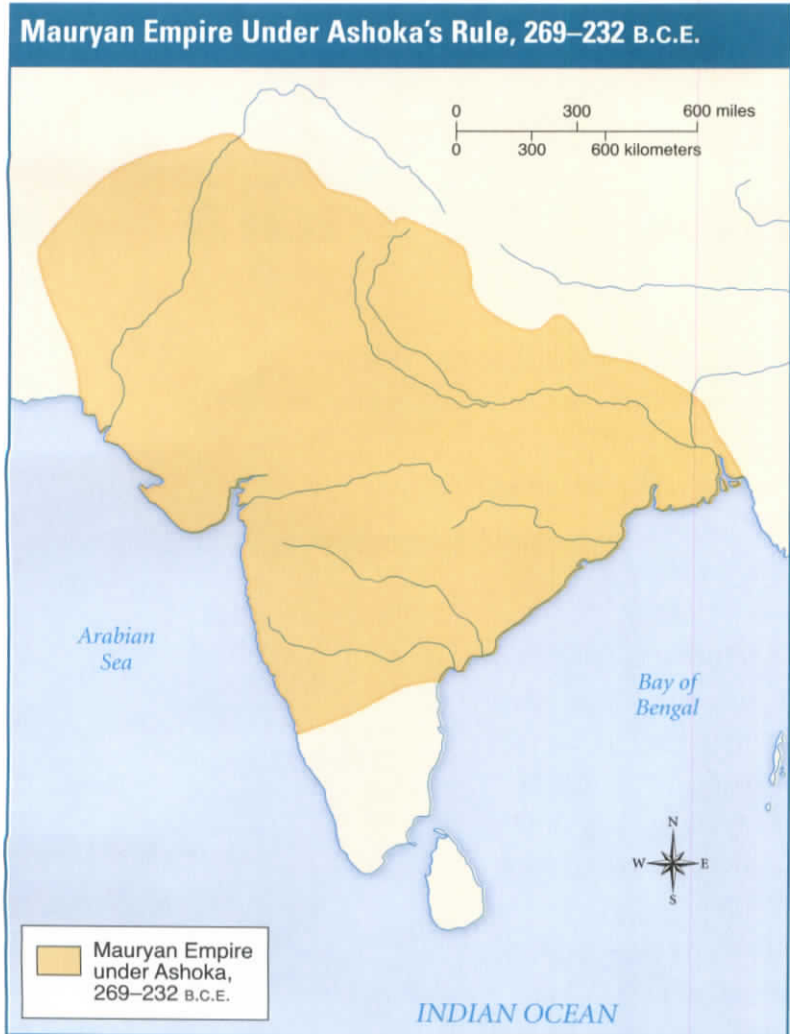 Mauryan Empire Under Ashoka's Rule, 269–232 B.C.E.
0 300 600 miles
0 300 600 kilometers
Arabian
Sea
Bay of
Bengal
N
W E
S
Mauryan Empire
under Ashoka,
269–232 B.C.E.
INDIAN OCEAN